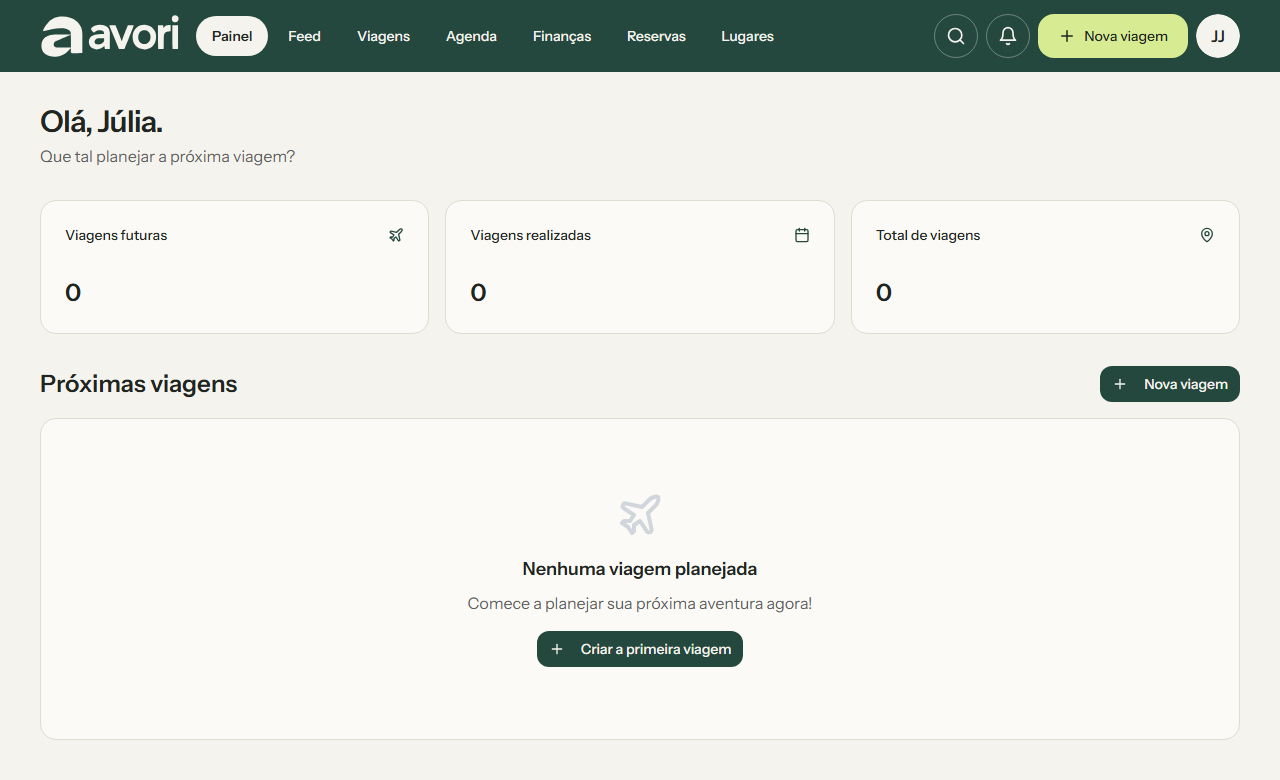 a avori
Painel
Feed
Viagens
Agenda
Finanças
Reservas
Lugares
Nova viagem
JJ
Olá, Júlia.
Que tal planejar a próxima viagem?
Viagens futuras
Viagens realizadas
Total de viagens
0
0
0
Próximas viagens
Nova viagem
Nenhuma viagem planejada
Comece a planejar sua próxima aventura agora!
Criar a primeira viagem